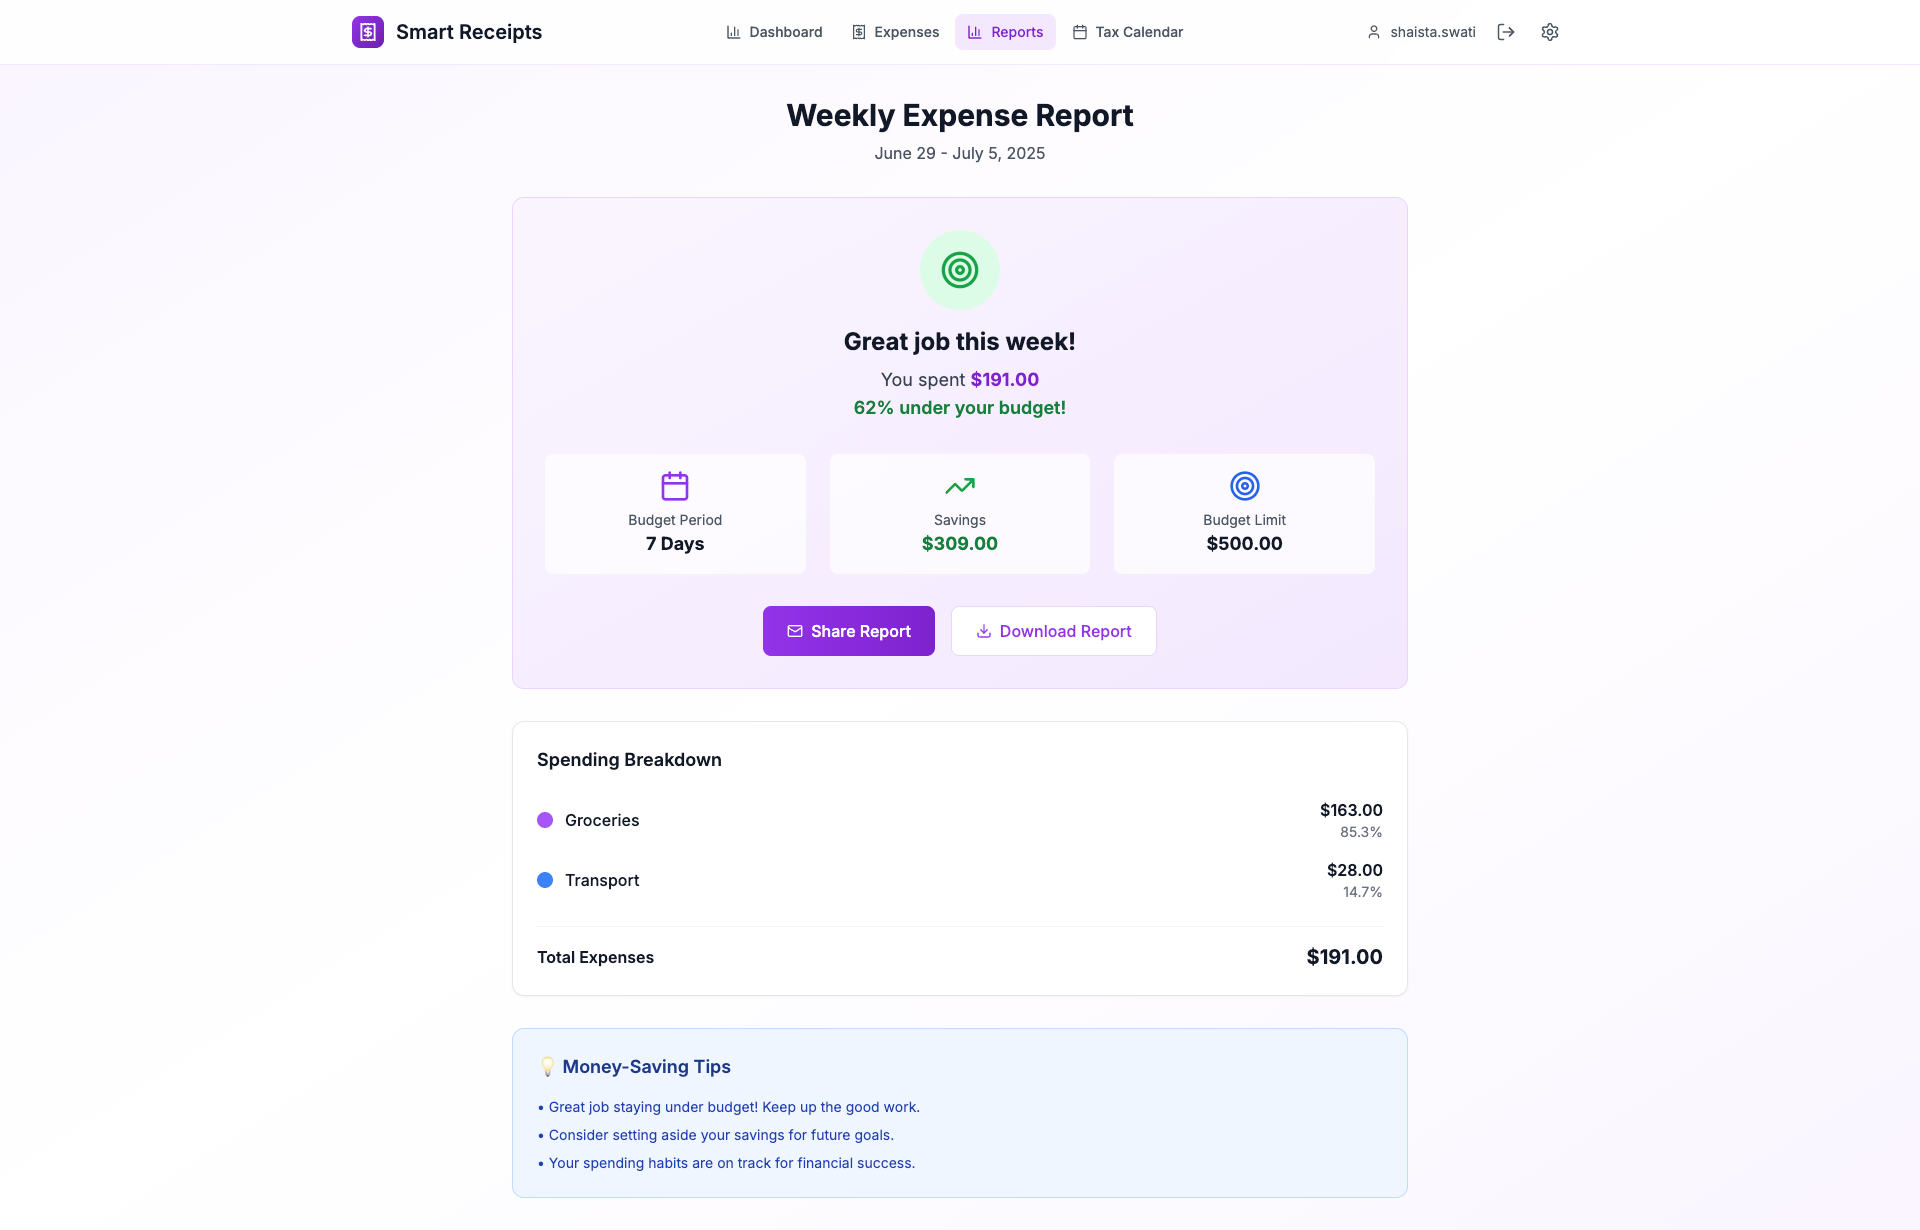 Smart Receipts
Dashboard
Expenses
Reports
Tax Calendar
shaista.swati
Weekly Expense Report
June 29 - July 5, 2025
Great job this week!
You spent $191.00
62% under your budget!
Budget Period
7 Days
Savings
$309.00
Budget Limit
$500.00
Share Report
Download Report
Spending Breakdown
Groceries
$163.00
85.3%
Transport
$28.00
14.7%
Total Expenses
$191.00
💡 Money-Saving Tips
• Great job staying under budget! Keep up the good work.
• Consider setting aside your savings for future goals.
• Your spending habits are on track for financial success.